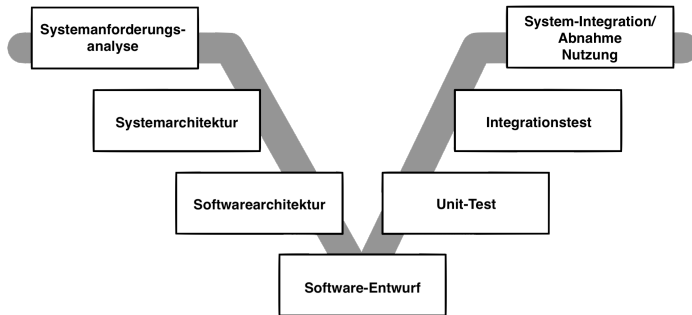 Systemanforderungs-
analyse
System-Integration/
Abnahme
Nutzung
Systemarchitektur
Integrationstest
Softwarearchitektur
Unit-Test
Software-Entwurf